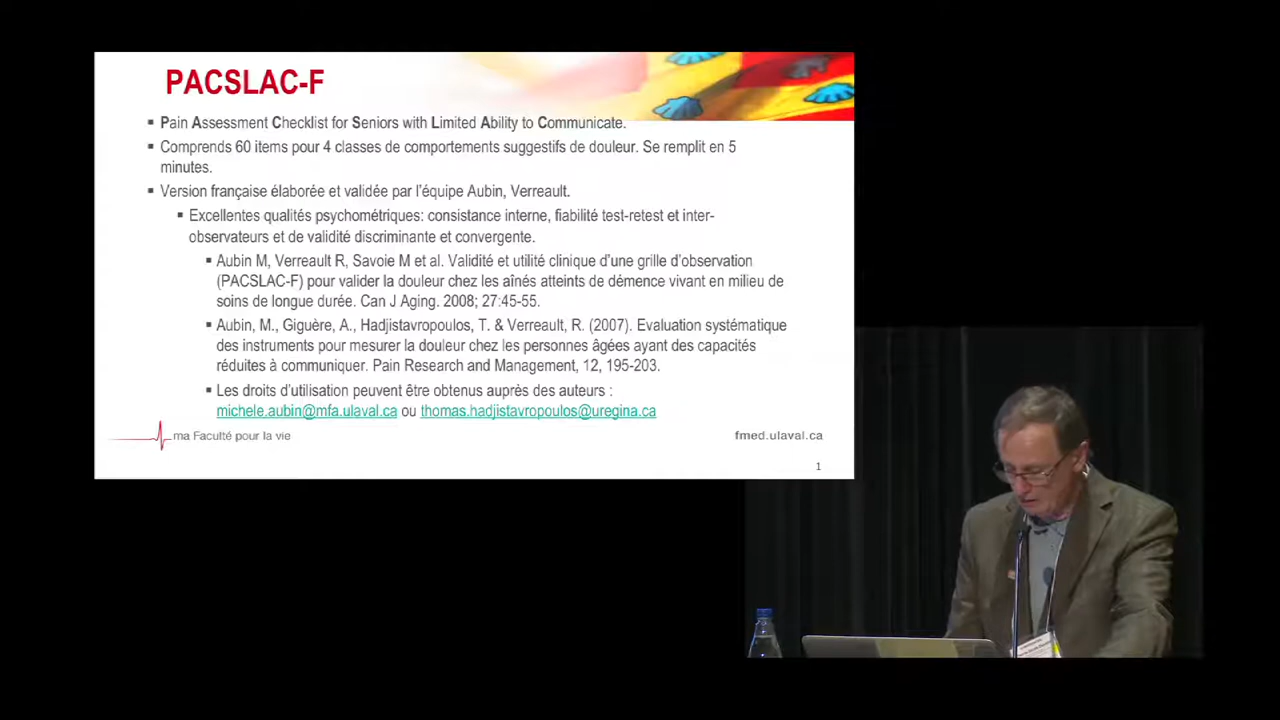 PACSLAC-F
▪ Pain Assessment Checklist for Seniors with Limited Ability to Communicate.
▪ Comprends 60 items pour 4 classes de comportements suggestifs de douleur. Se remplit en 5
minutes.
▪ Version française élaborée et validée par l'équipe Aubin, Verreault.
▪ Excellentes qualités psychométriques: consistance interne, fiabilité test-retest et inter-
observateurs et de validité discriminante et convergente.
▪ Aubin M, Verreault R, Savoie M et al. Validité et utilité clinique d'une grille d'observation
(PACSLAC-F) pour valider la douleur chez les aînés atteints de démence vivant en milieu de
soins de longue durée. Can J Aging. 2008; 27:45-55.
▪ Aubin, M., Giguère, A., Hadjistavropoulos, T. & Verreault, R. (2007). Evaluation systématique
des instruments pour mesurer la douleur chez les personnes âgées ayant des capacités
réduites à communiquer. Pain Research and Management, 12, 195-203.
▪ Les droits d'utilisation peuvent être obtenus auprès des auteurs :
michele.aubin@mfa.ulaval.ca ou thomas.hadjistavropoulos@uregina.ca
ma Faculté pour la vie
fmed.ulaval.ca
1